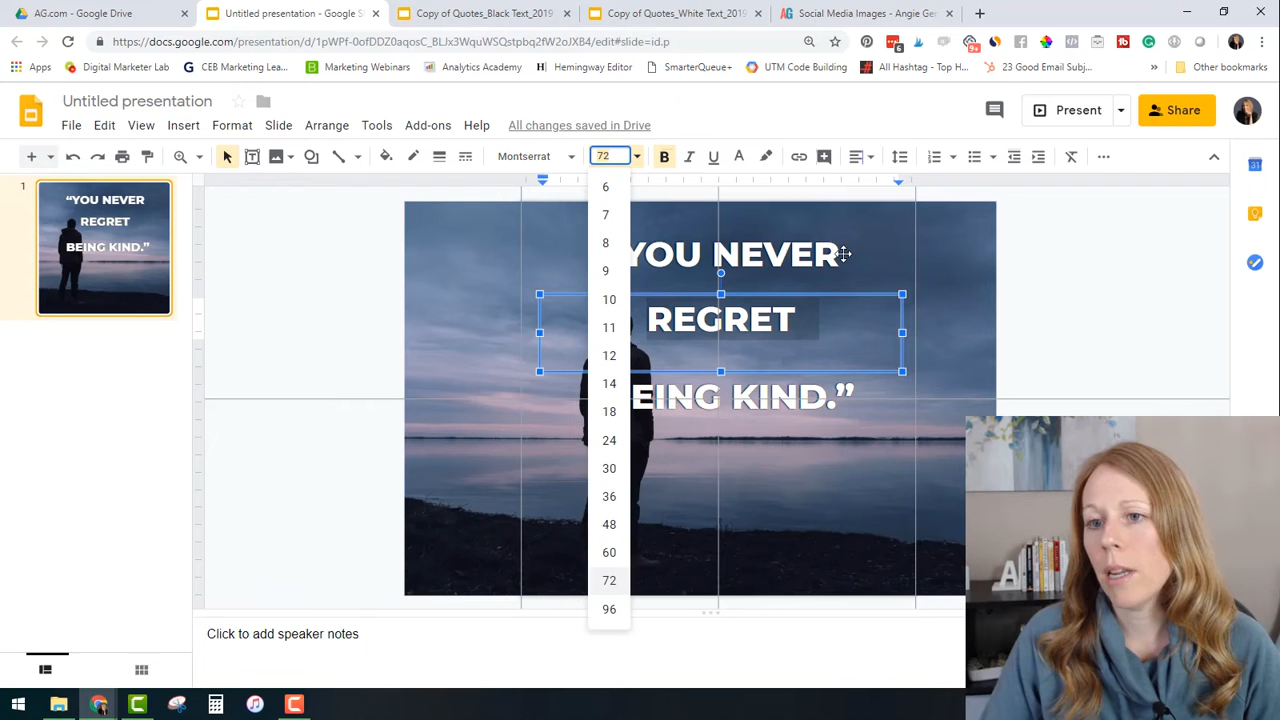 AG.com - Google Drive
Untitled presentation - Google S
Copy of Quotes_Black Text_2019
Copy of Quotes_White Text_2019
Social Media Images - Angie Ger
https://docs.google.com/presentation/d/1pWPf-0ofDDZ0aqosC_BLJx3WquWSQstpbq2fW2oJXB4/edit#slide=id.p
6
9+
Apps
Digital Marketer Lab
CEB Marketing Lea...
Marketing Webinars
Analytics Academy
Hemingway Editor
SmarterQueue+
UTM Code Building
All Hashtag - Top H...
23 Good Email Subj...
»
Other bookmarks
Untitled presentation
Present
Share
File Edit View Insert Format Slide Arrange Tools Add-ons Help All changes saved in Drive
Montserrat
72
B I U A
31
1
“YOU NEVER
REGRET
BEING KIND.”
6
7
8
9
10
11
12
14
18
24
30
36
48
60
72
96
YOU NEVER
REGRET
EING KIND.”
Click to add speaker notes
A